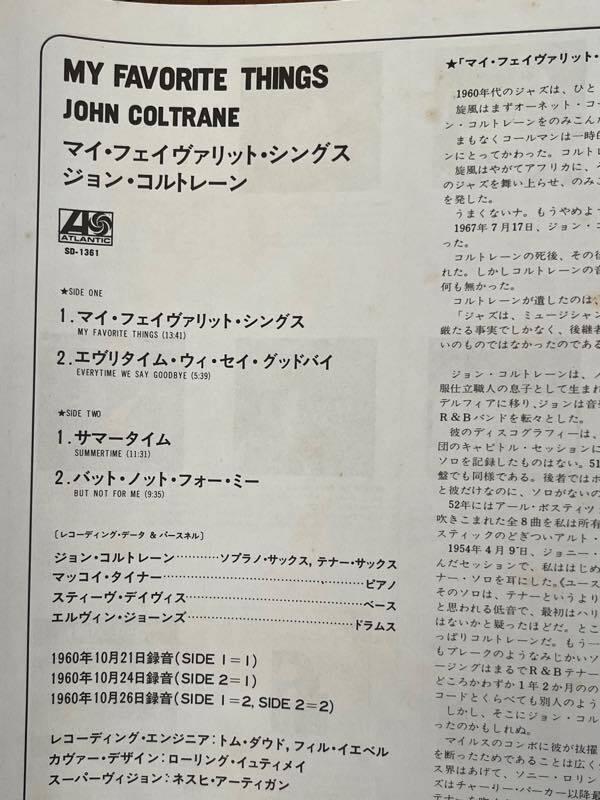 MY FAVORITE THINGS
JOHN COLTRANE
マイ・フェイヴァリット・シングス
ジョン・コルトレーン
ATLANTIC
SD-1361
★SIDE ONE
1.マイ・フェイヴァリット・シングス
MY FAVORITE THINGS (13:41)
2.エヴリタイム・ウィ・セイ・グッドバイ
EVERYTIME WE SAY GOODBYE (5:39)
★SIDE TWO
1.サマータイム
SUMMERTIME (11:31)
2.バット・ノット・フォー・ミー
BUT NOT FOR ME (9:35)
〔レコーディング・データ & パースネル〕
ジョン・コルトレーン…………ソプラノ・サックス, テナー・サックス
マッコイ・タイナー……………………………………ピアノ
スティーヴ・デイヴィス………………………………ベース
エルヴィン・ジョーンズ………………………………ドラムス
1960年10月21日録音(SIDE 1=1)
1960年10月24日録音(SIDE 2=1)
1960年10月26日録音(SIDE 1=2, SIDE 2=2)
レコーディング・エンジニア:トム・ダウド, フィル・イエベル
カヴァー・デザイン:ローリング・イュティメイ
スーパーヴィジョン:ネスヒ・アーティガン
★「マイ・フェイヴァリット・
1960年代のジャズは、ひと
旋風はまずオーネット・コー
ン・コルトレーンをのみこんだ
まもなくコールマンは一時的
ンにとってかわった。コルトレ
旋風はやがてアフリカに、
のジャズを舞い上らせ、のみこ
を発した。
うまくないナ。もうやめよ
1967年7月17日、ジョン・コ
った。
コルトレーンの死後、その後
れた。しかしコルトレーンの音
何も無かった。
コルトレーンが遺したのは、
「ジャズは、ミュージシャン
厳たる事実でしかなく、後継者
いのものではなかったのである
ジョン・コルトレーンは、ノ
服仕立職人の息子として生まれ
デルフィアに移り、ジョンは音楽
R&Bバンドを転々とした。
彼のディスコグラフィーは、
団のキャピトル・セッションに
ソロを記録したものはない。51
盤でも同様である。後者ではホ
と彼だけなのに、ソロがないの
52年にはアール・ボスティッ
吹きこまれた全8曲を私は所有
スティックのどぎついアルト・
1954年4月9日、ジョニー・
んだセッションで、私ははじめ
ナー・ソロを耳にした。《ユース
そのソロは、テナーというより
と思われる低音で、最初はハリ
はないかと疑ったほどだ。とこ
っぱりコルトレーンだ。もう一
もブレークのようなみじかいソ
ージングはまるでR&Bテナー
どころかわずか1年2か月のの
コードとくらべても別人のよう
しかし、そこにジョン・コル
ったのかもしれぬ。
マイルスのコンボに彼が抜擢
を断ったためであることは広く
ス界はあげて、ソニー・ロリン
ズはチャーリー・パーカー以降最